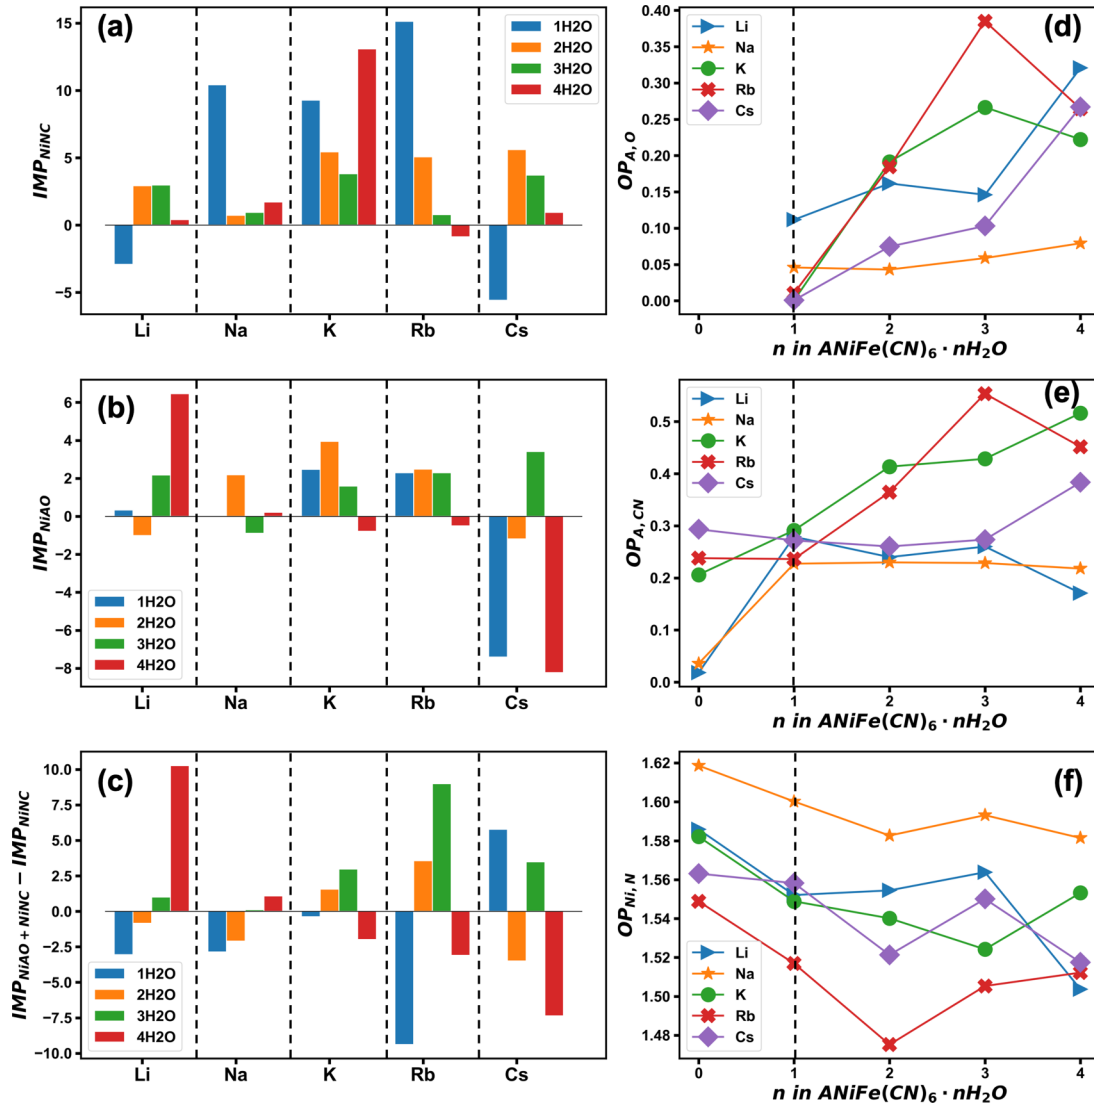 (a)
IMP_NiNC
15
10
5
0
−5
1H2O
2H2O
3H2O
4H2O
Li Na K Rb Cs
(d)
OP_A,O
0.40
0.35
0.30
0.25
0.20
0.15
0.10
0.05
0.00
Li
Na
K
Rb
Cs
0 1 2 3 4
n in ANiFe(CN)₆ · nH₂O
(b)
IMP_NiAO
6
4
2
0
−2
−4
−6
−8
1H2O
2H2O
3H2O
4H2O
Li Na K Rb Cs
(e)
OP_A,CN
0.5
0.4
0.3
0.2
0.1
0.0
Li
Na
K
Rb
Cs
0 1 2 3 4
n in ANiFe(CN)₆ · nH₂O
(c)
IMP_NiAO+NiNC − IMP_NiNC
10.0
7.5
5.0
2.5
0.0
−2.5
−5.0
−7.5
−10.0
1H2O
2H2O
3H2O
4H2O
Li Na K Rb Cs
(f)
OP_Ni,N
1.62
1.60
1.58
1.56
1.54
1.52
1.50
1.48
Li
Na
K
Rb
Cs
0 1 2 3 4
n in ANiFe(CN)₆ · nH₂O